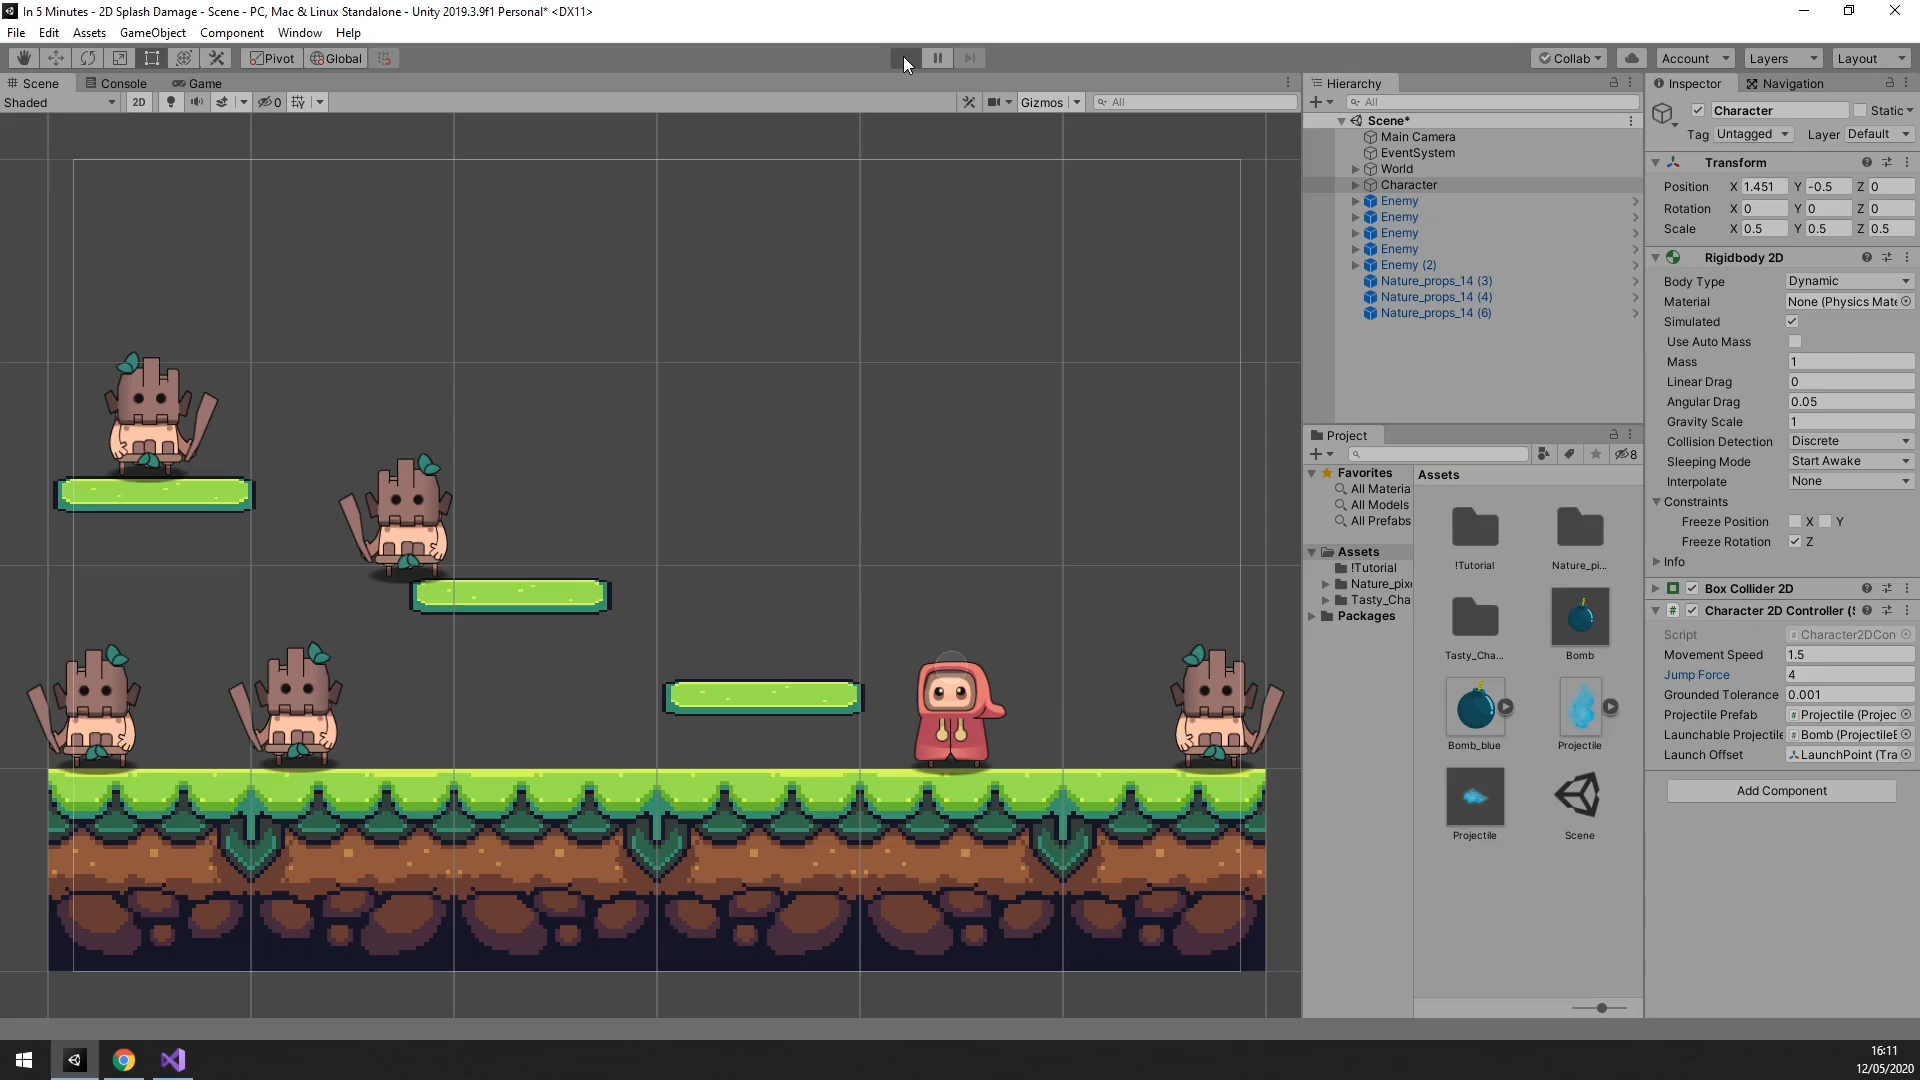 In 5 Minutes - 2D Splash Damage - Scene - PC, Mac & Linux Standalone - Unity 2019.3.9f1 Personal* <DX11>
File Edit Assets GameObject Component Window Help
Pivot Global Collab Account Layers Layout
Scene Console Game
Shaded 2D 0 Gizmos All
Hierarchy
All
Scene*
Main Camera
EventSystem
World
Character
Enemy
Enemy
Enemy
Enemy
Enemy (2)
Nature_props_14 (3)
Nature_props_14 (4)
Nature_props_14 (6)
Project
8
Favorites
All Materia
All Models
All Prefabs
Assets
!Tutorial
Nature_pixe
Tasty_Cha
Packages
Assets
!Tutorial
Nature_pi...
Tasty_Cha...
Bomb
Bomb_blue
Projectile
Projectile
Scene
Inspector Navigation
Character Static
Tag Untagged Layer Default
Transform
Position X 1.451 Y -0.5 Z 0
Rotation X 0 Y 0 Z 0
Scale X 0.5 Y 0.5 Z 0.5
Rigidbody 2D
Body Type Dynamic
Material None (Physics Mate
Simulated
Use Auto Mass
Mass 1
Linear Drag 0
Angular Drag 0.05
Gravity Scale 1
Collision Detection Discrete
Sleeping Mode Start Awake
Interpolate None
Constraints
Freeze Position X Y
Freeze Rotation Z
Info
Box Collider 2D
Character 2D Controller (S
Script Character2DCon
Movement Speed 1.5
Jump Force 4
Grounded Tolerance 0.001
Projectile Prefab Projectile (Projec
Launchable Projectile Bomb (ProjectileB
Launch Offset LaunchPoint (Tra
Add Component
16:11
12/05/2020